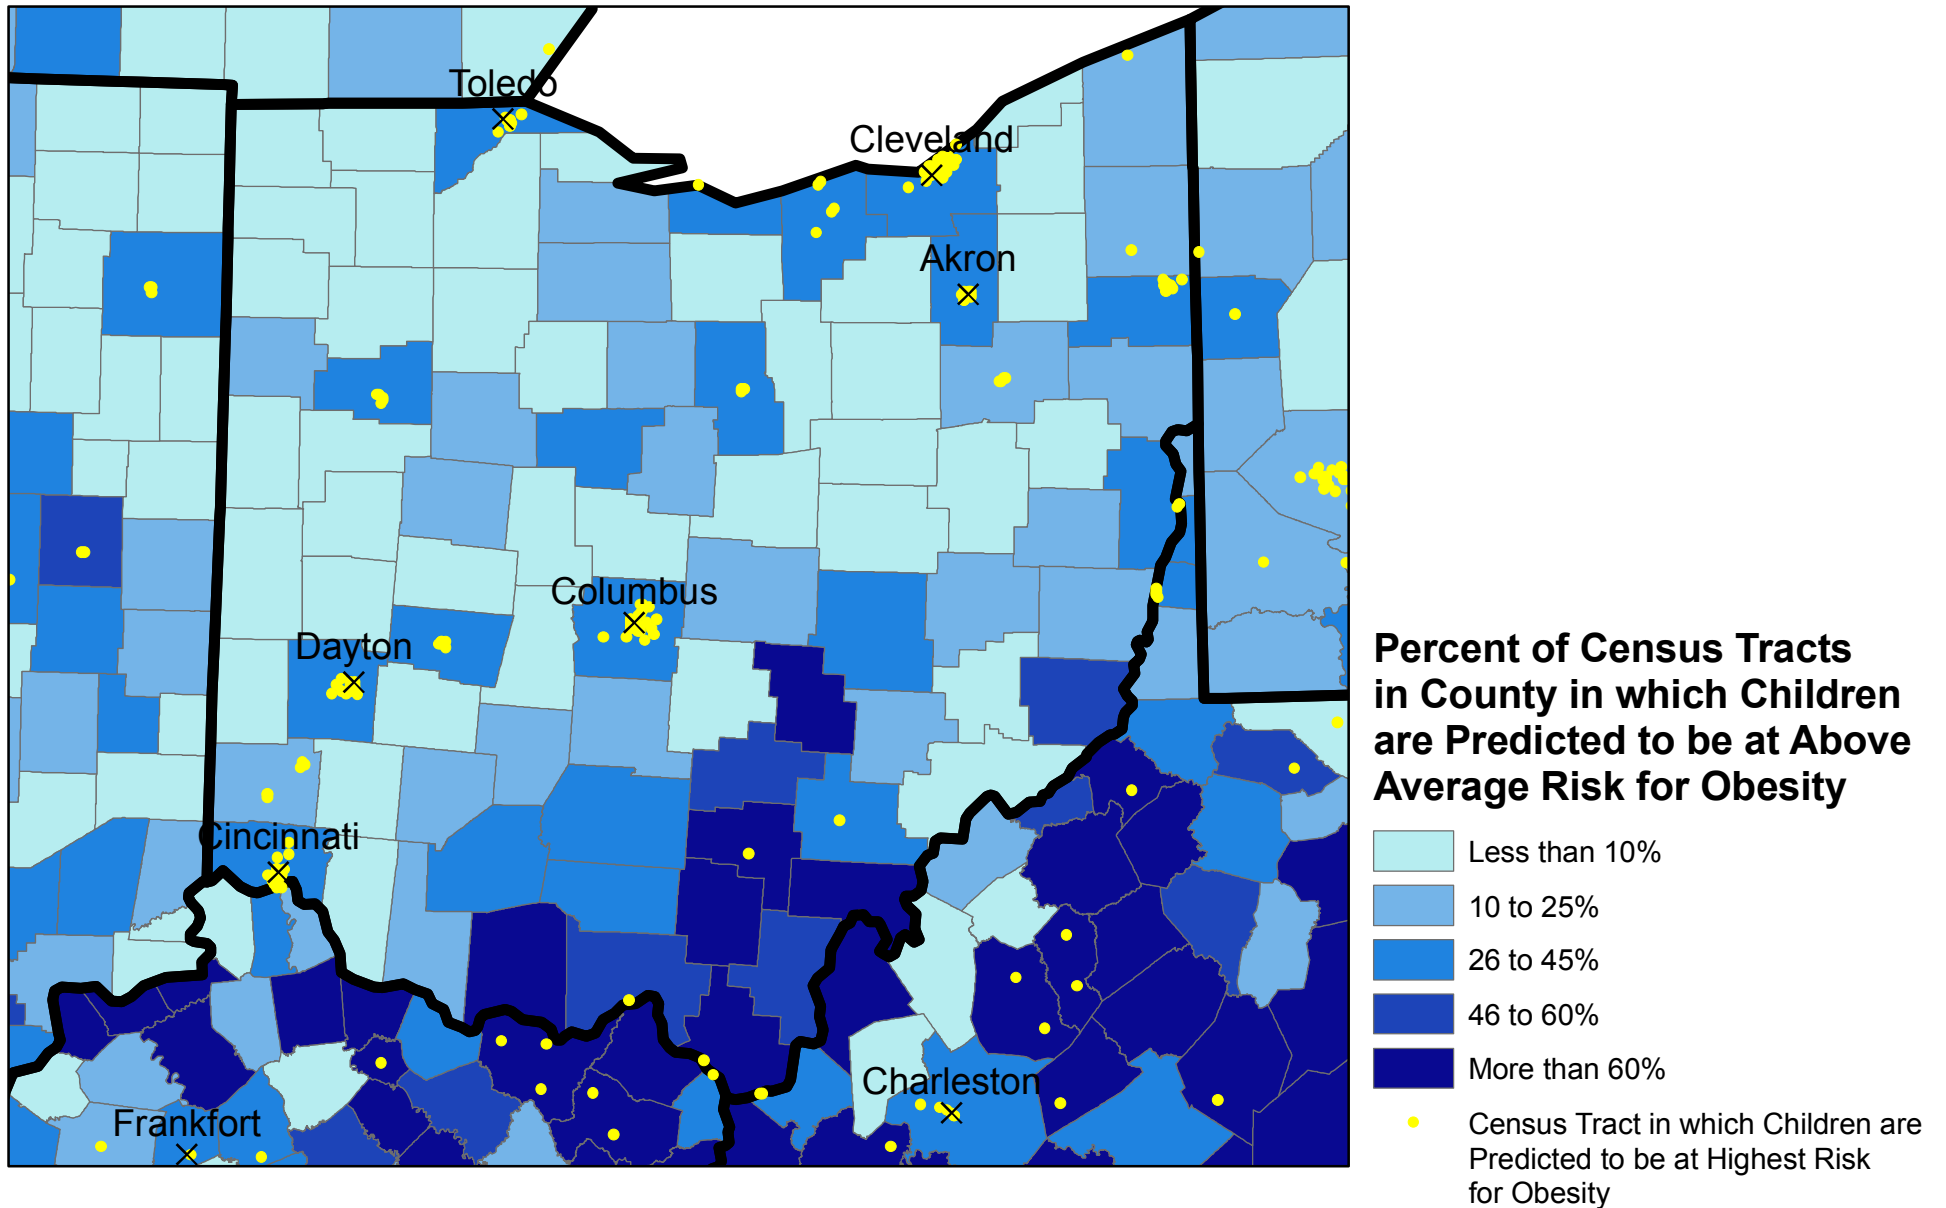 Toledo
Cleveland
Akron
Columbus
Dayton
Cincinnati
Charleston
Frankfort
Percent of Census Tracts
in County in which Children
are Predicted to be at Above
Average Risk for Obesity
Less than 10%
10 to 25%
26 to 45%
46 to 60%
More than 60%
Census Tract in which Children are
Predicted to be at Highest Risk
for Obesity